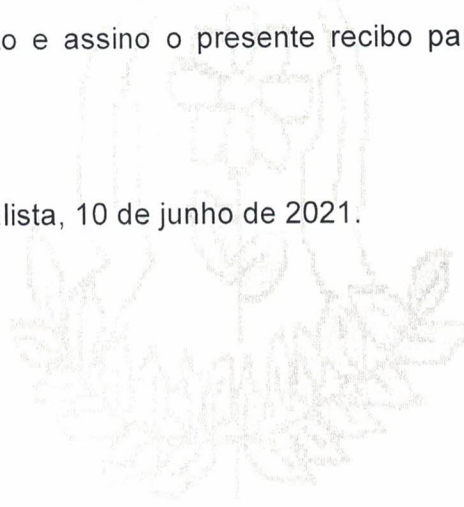 o e assino o presente recibo pa
lista, 10 de junho de 2021.